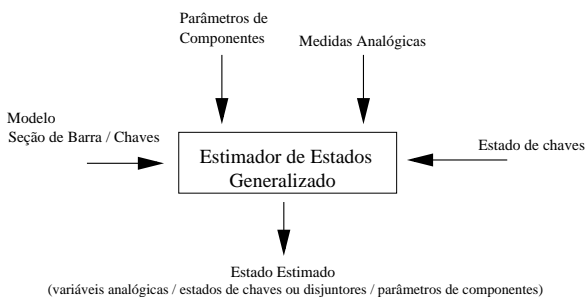 Parâmetros de
Componentes
Medidas Analógicas
Modelo
Seção de Barra / Chaves
Estimador de Estados
Generalizado
Estado de chaves
Estado Estimado
(variáveis analógicas / estados de chaves ou disjuntores / parâmetros de componentes)